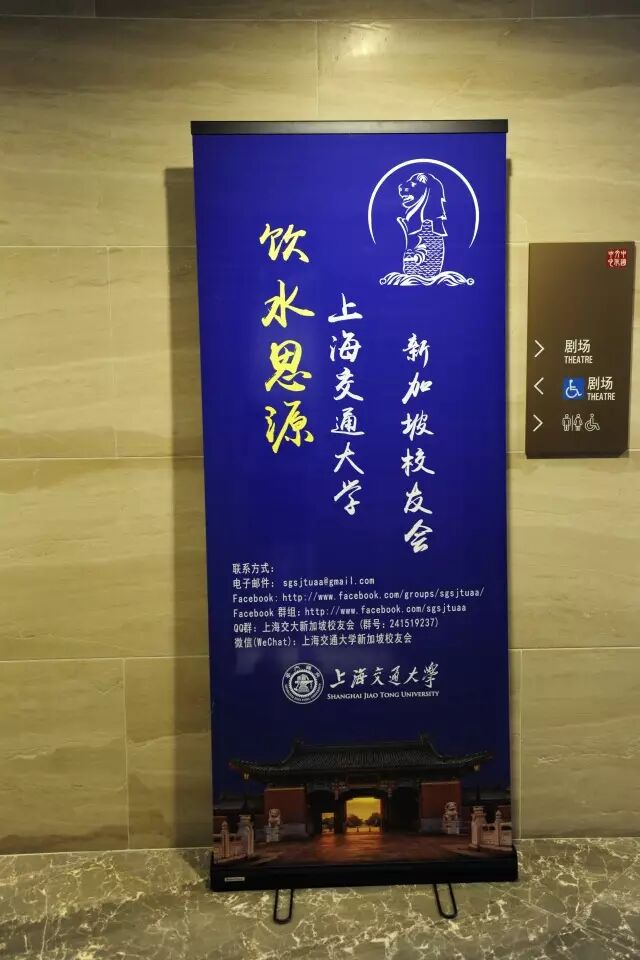 饮水思源
上海交通大学
新加坡校友会
联系方式:
电子邮件: sgsjtuaa@gmail.com
Facebook: http://www.facebook.com/groups/sgsjtuaa/
Facebook 群组: http://www.facebook.com/sgsjtuaa
QQ群: 上海交大新加坡校友会 (群号: 241519237)
微信(WeChat): 上海交通大学新加坡校友会
上海交通大学
SHANGHAI JIAO TONG UNIVERSITY
剧场
THEATRE
剧场
THEATRE